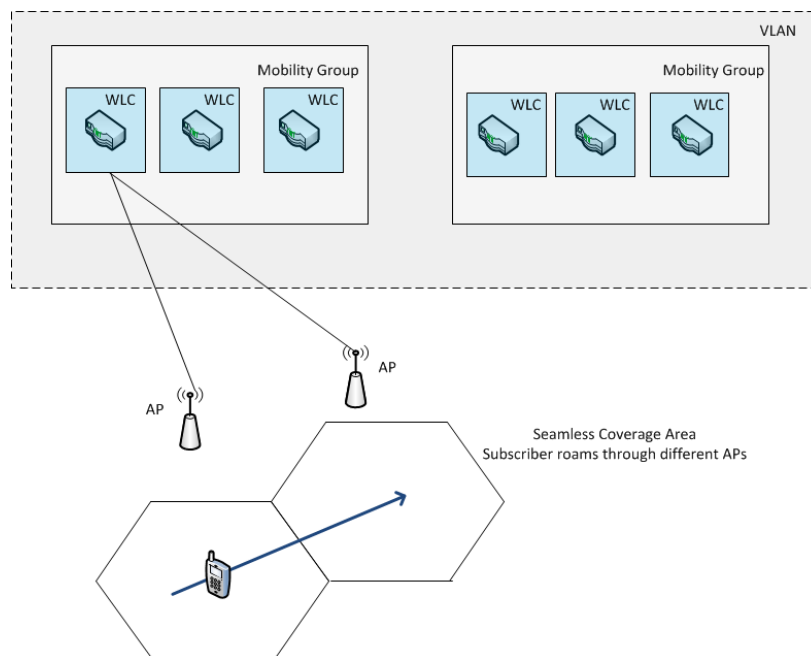 VLAN
Mobility Group
Mobility Group
WLC
WLC
WLC
WLC
WLC
WLC
AP
AP
Seamless Coverage Area
Subscriber roams through different APs